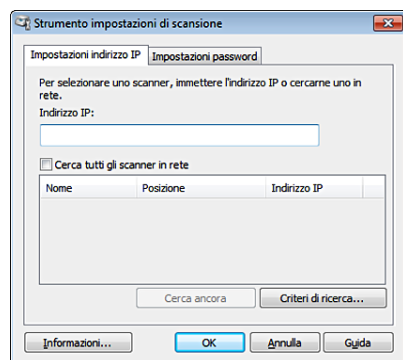 Strumento impostazioni di scansione
Impostazioni indirizzo IP Impostazioni password
Per selezionare uno scanner, immettere l'indirizzo IP o cercarne uno in
rete.
Indirizzo IP:
Cerca tutti gli scanner in rete
Nome Posizione Indirizzo IP
Cerca ancora Criteri di ricerca...
Informazioni... OK Annulla Guida